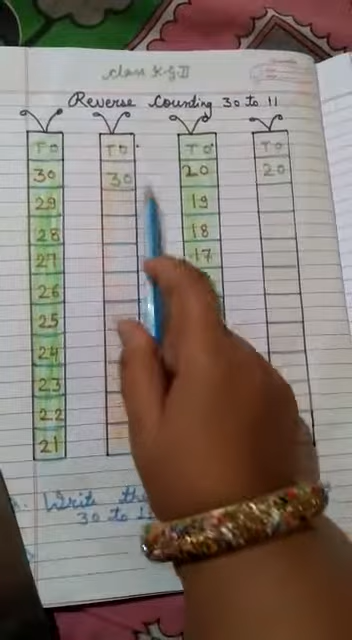 Class K.G II
Reverse Counting 30 to 11
T O T O T O T O
30 30 20 20
29 19
28 18
27 17
26
25
24
23
22
21
Write the
30 to